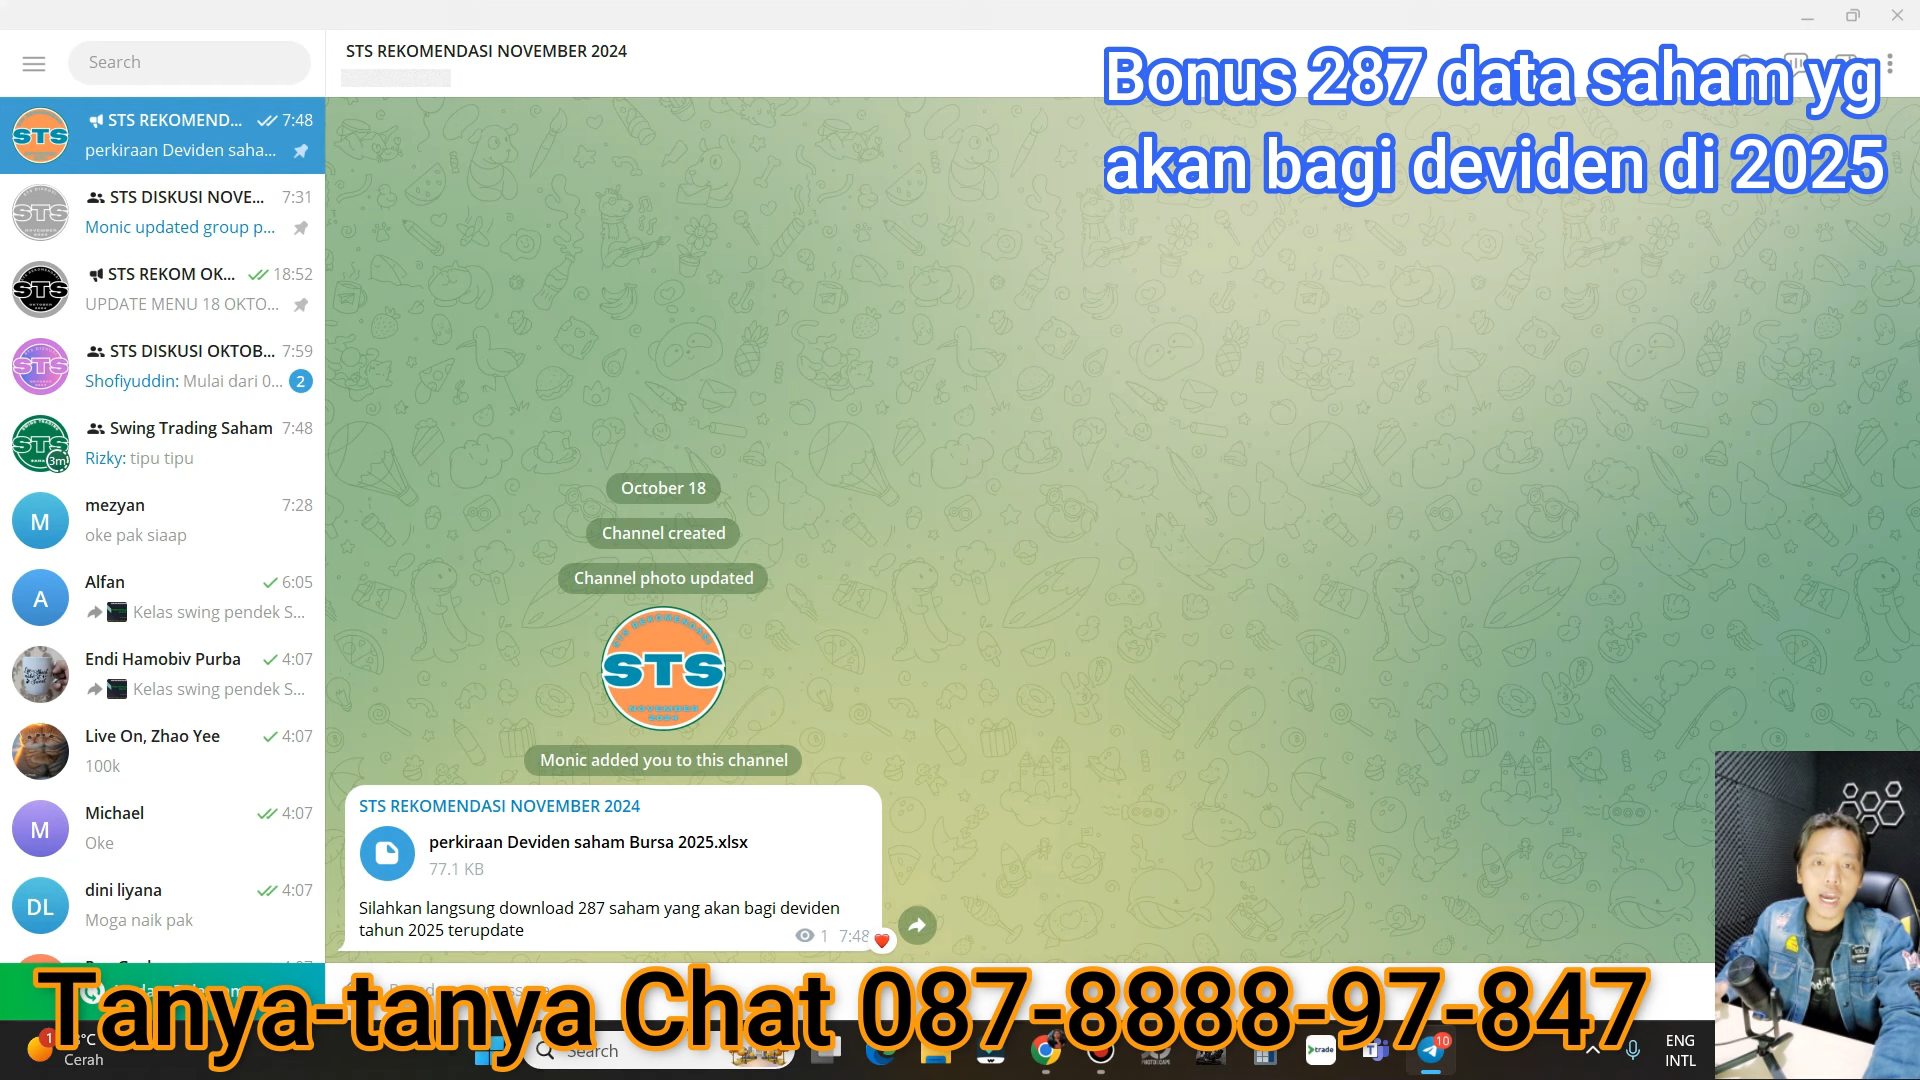 Search
STS REKOMENDASI NOVEMBER 2024
Bonus 287 data saham yg
akan bagi deviden di 2025
STS REKOMEND... 7:48
perkiraan Deviden saha...
STS DISKUSI NOVE... 7:31
Monic updated group p...
STS REKOM OK... 18:52
UPDATE MENU 18 OKTO...
STS DISKUSI OKTOB... 7:59
Shofiyuddin: Mulai dari 0... 2
Swing Trading Saham 7:48
Rizky: tipu tipu
3m
M
mezyan 7:28
oke pak siaap
A
Alfan 6:05
Kelas swing pendek S...
Endi Hamobiv Purba 4:07
Kelas swing pendek S...
Live On, Zhao Yee 4:07
100k
M
Michael 4:07
Oke
DL
dini liyana 4:07
Moga naik pak
STS
October 18
Channel created
Channel photo updated
STS
NOVEMBER
2024
Monic added you to this channel
STS REKOMENDASI NOVEMBER 2024
perkiraan Deviden saham Bursa 2025.xlsx
77.1 KB
Silahkan langsung download 287 saham yang akan bagi deviden
tahun 2025 terupdate
1 7:48
Tanya-tanya Chat 087-8888-97-847
Cerah
Search
trade
10
ENG
INTL